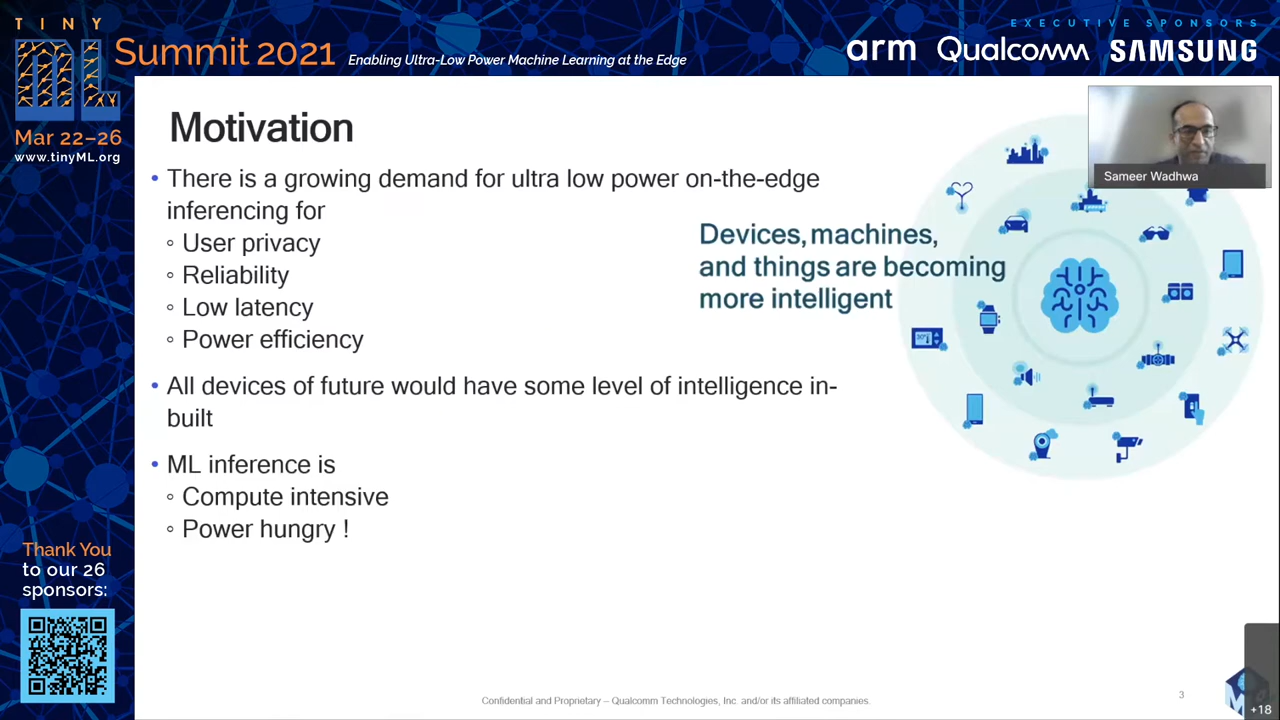 TINY
ML
Summit 2021
Enabling Ultra-Low Power Machine Learning at the Edge
EXECUTIVE SPONSORS
arm Qualcomm SAMSUNG
Mar 22–26
www.tinyML.org
Motivation
• There is a growing demand for ultra low power on-the-edge
inferencing for
◦ User privacy
◦ Reliability
◦ Low latency
◦ Power efficiency
• All devices of future would have some level of intelligence in-
built
• ML inference is
◦ Compute intensive
◦ Power hungry !
Devices, machines,
and things are becoming
more intelligent
Sameer Wadhwa
Thank You
to our 26
sponsors:
Confidential and Proprietary – Qualcomm Technologies, Inc. and/or its affiliated companies.
3
+18